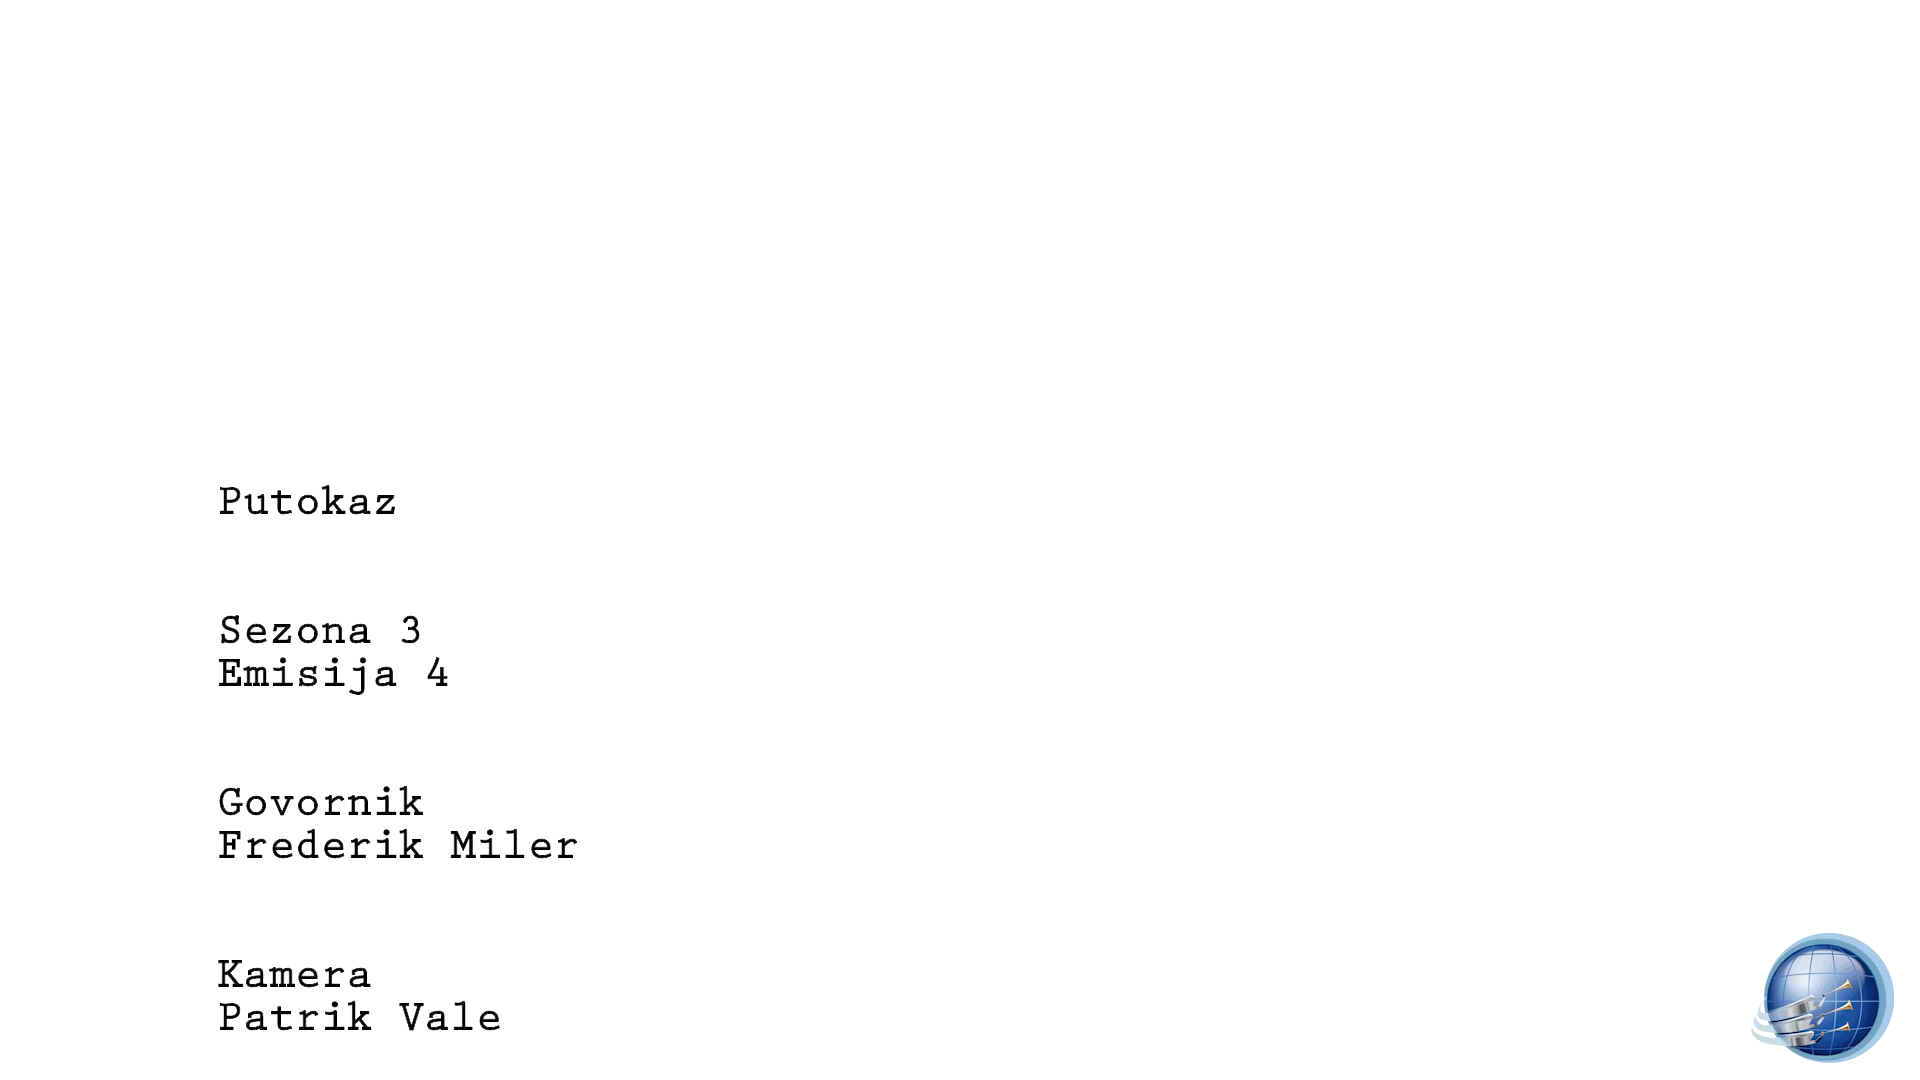 Putokaz
Sezona 3
Emisija 4
Govornik
Frederik Miler
Kamera
Patrik Vale